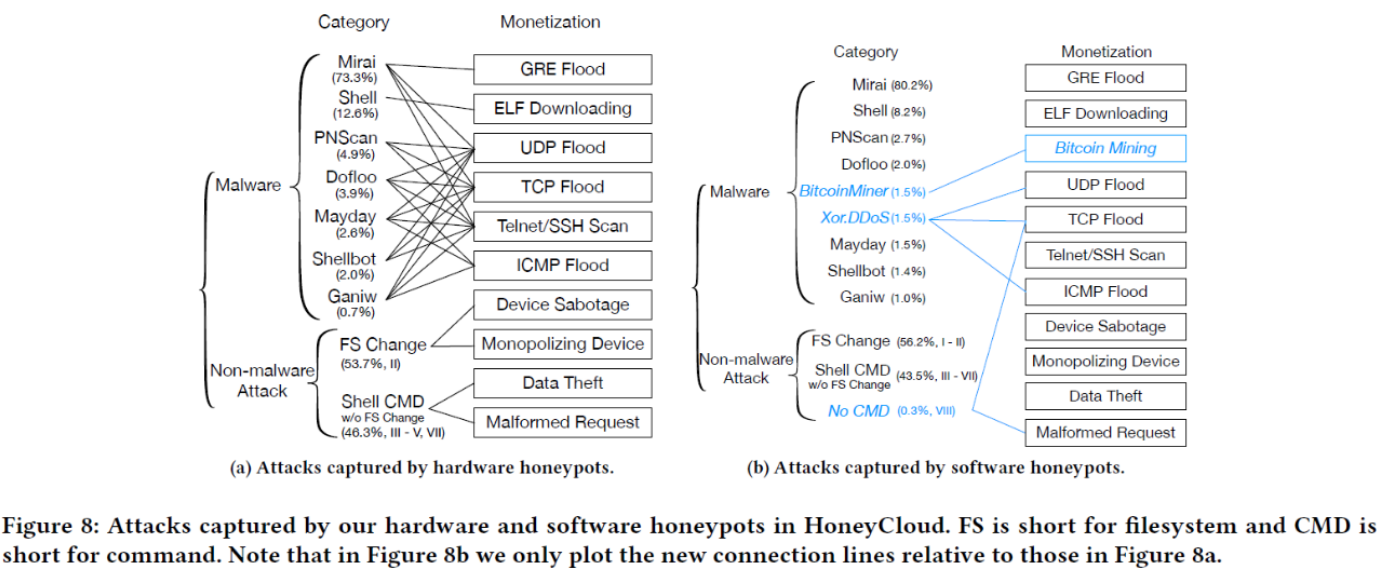 Category Monetization
Mirai
(73.3%)
Shell
(12.6%)
PNScan
(4.9%)
Dofloo
(3.9%)
Mayday
(2.6%)
Shellbot
(2.0%)
Ganiw
(0.7%)
Malware
Non-malware
Attack
FS Change
(53.7%, II)
Shell CMD
w/o FS Change
(46.3%, III - V, VII)
GRE Flood
ELF Downloading
UDP Flood
TCP Flood
Telnet/SSH Scan
ICMP Flood
Device Sabotage
Monopolizing Device
Data Theft
Malformed Request
(a) Attacks captured by hardware honeypots.
Category Monetization
Mirai (80.2%)
Shell (8.2%)
PNScan (2.7%)
Dofloo (2.0%)
BitcoinMiner (1.5%)
Xor.DDoS (1.5%)
Mayday (1.5%)
Shellbot (1.4%)
Ganiw (1.0%)
Malware
Non-malware
Attack
FS Change (56.2%, I - II)
Shell CMD (43.5%, III - VII)
w/o FS Change
No CMD (0.3%, VIII)
GRE Flood
ELF Downloading
Bitcoin Mining
UDP Flood
TCP Flood
Telnet/SSH Scan
ICMP Flood
Device Sabotage
Monopolizing Device
Data Theft
Malformed Request
(b) Attacks captured by software honeypots.
Figure 8: Attacks captured by our hardware and software honeypots in HoneyCloud. FS is short for filesystem and CMD is
short for command. Note that in Figure 8b we only plot the new connection lines relative to those in Figure 8a.